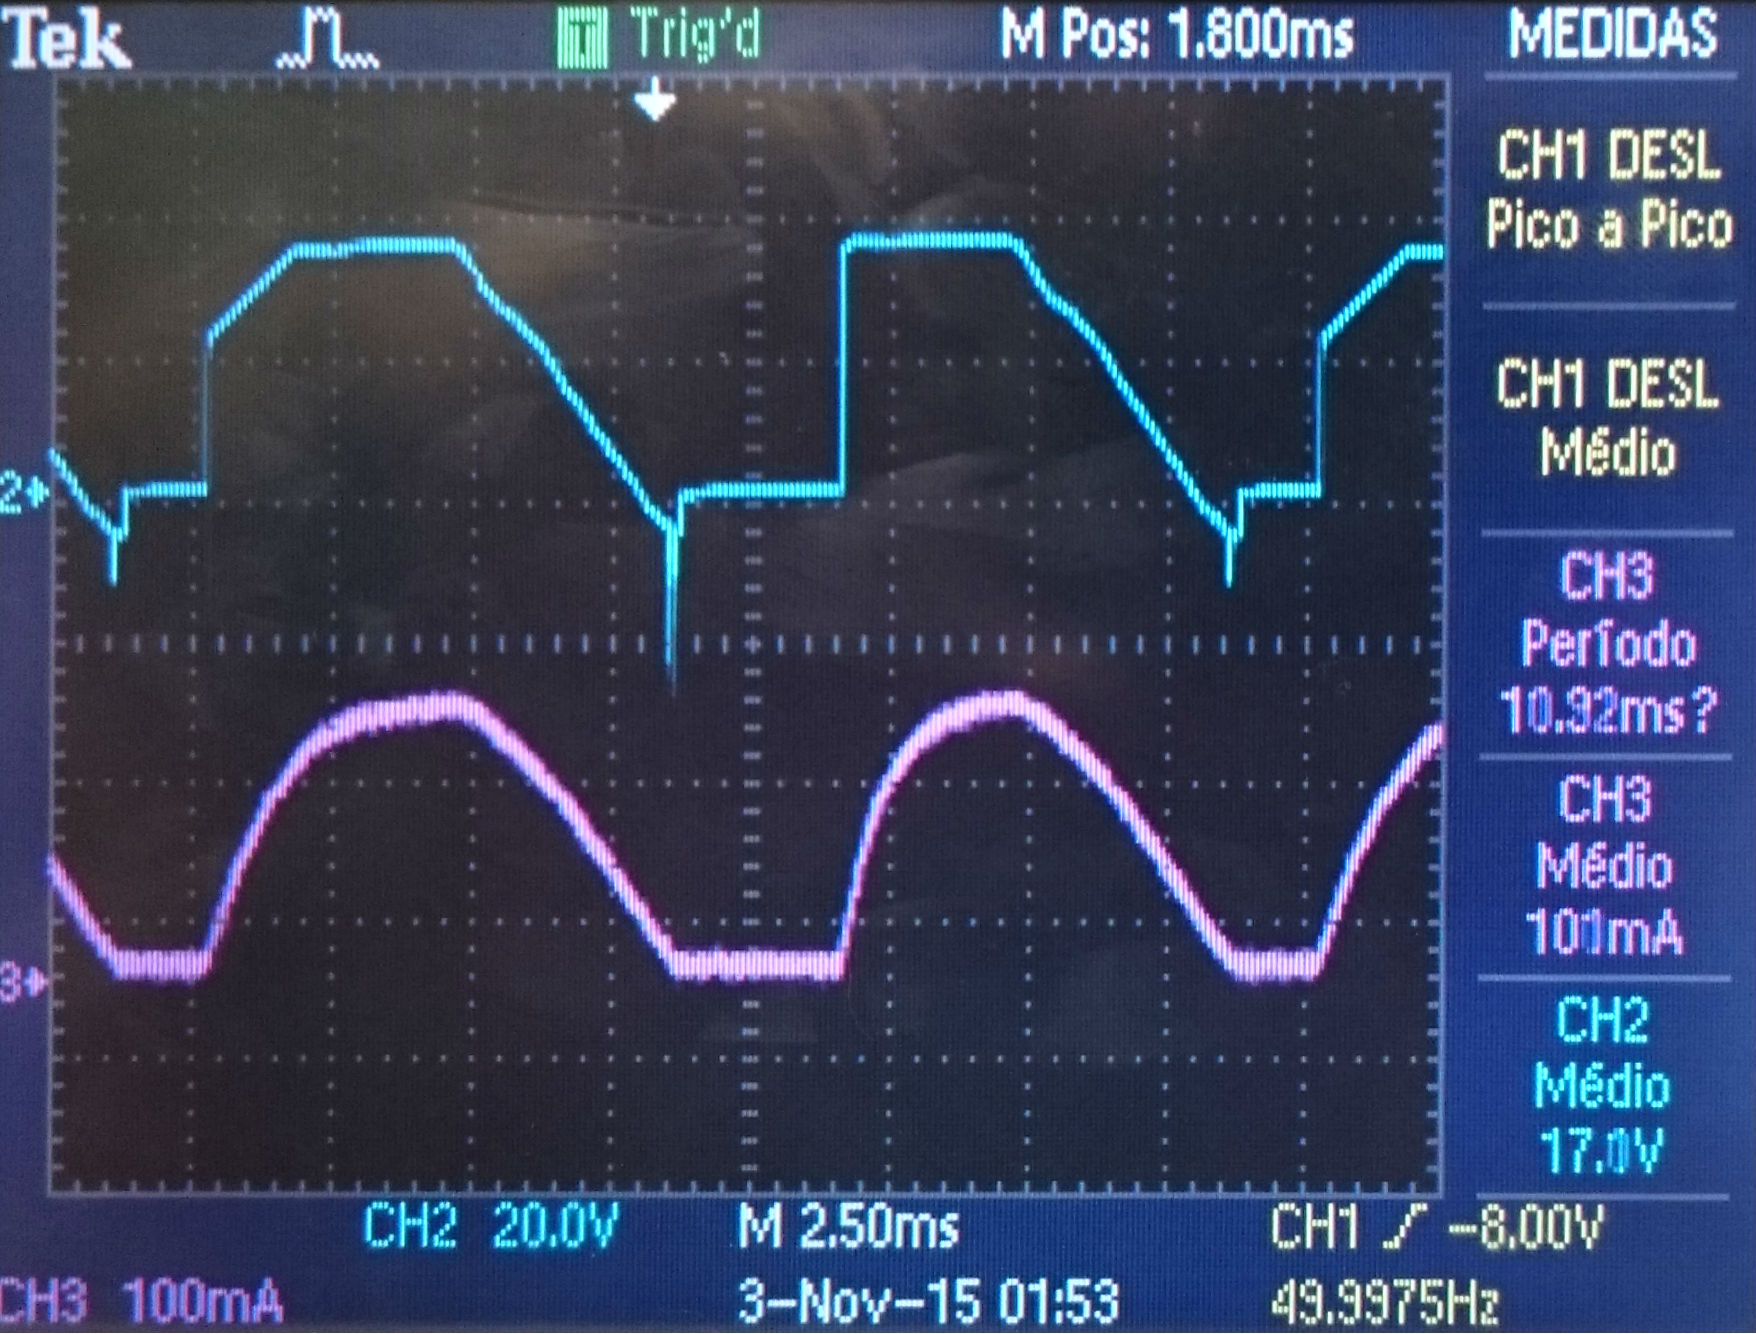 Tek T Trig'd M Pos: 1.800ms MEDIDAS
CH1 DESL
Pico a Pico
CH1 DESL
Médio
2
CH3
Período
10.92ms?
CH3
Médio
101mA
3
CH2
Médio
17.0V
CH2 20.0V M 2.50ms CH1 -8.00V
CH3 100mA 3-Nov-15 01:53 49.9975Hz